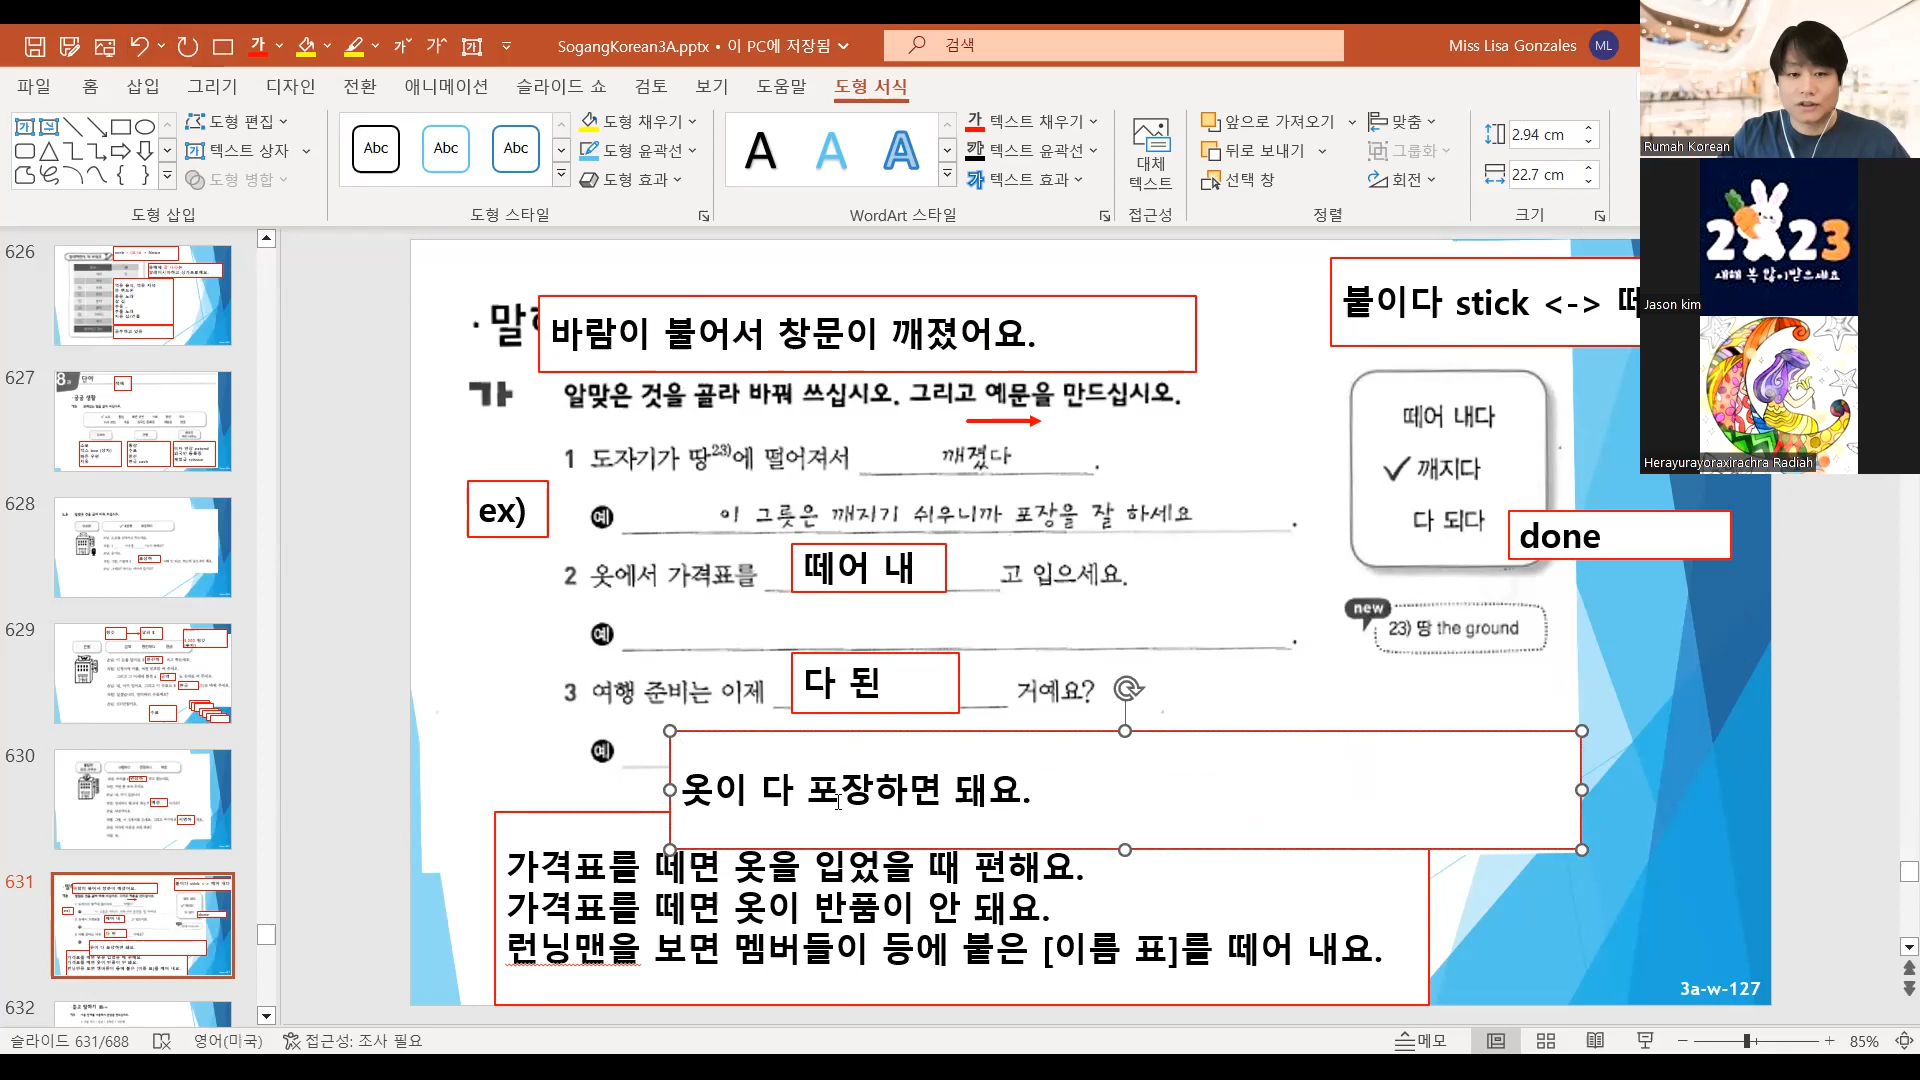 SogangKorean3A.pptx • 이 PC에 저장됨
검색
Miss Lisa Gonzales
ML
파일 홈 삽입 그리기 디자인 전환 애니메이션 슬라이드 쇼 검토 보기 도움말 도형 서식
도형 편집
텍스트 상자
도형 병합
도형 삽입
Abc Abc Abc
도형 채우기
도형 윤곽선
도형 효과
도형 스타일
A A A
텍스트 채우기
텍스트 윤곽선
텍스트 효과
WordArt 스타일
대체
텍스트
접근성
앞으로 가져오기
뒤로 보내기
선택 창
맞춤
그룹화
회전
정렬
2.94 cm
22.7 cm
크기
Rumah Korean
2023
새해 복 많이받으세요
Jason kim
Herayurayoraxirachra Radiah
626
627
628
629
630
631
632
바람이 불어서 창문이 깨졌어요.
붙이다 stick <->
가 알맞은 것을 골라 바꿔 쓰십시오. 그리고 예문을 만드십시오.
1 도자기가 땅23)에 떨어져서 깨졌다.
ex)
예 이 그릇은 깨지기 쉬우니까 포장을 잘 하세요.
2 옷에서 가격표를 떼어 내 고 입으세요.
예
3 여행 준비는 이제 다 된 거예요?
예
옷이 다 포장하면 돼요.
가격표를 떼면 옷을 입었을 때 편해요.
가격표를 떼면 옷이 반품이 안 돼요.
런닝맨을 보면 멤버들이 등에 붙은 [이름 표]를 떼어 내요.
떼어 내다
✓ 깨지다
다 되다
done
new
23) 땅 the ground
3a-w-127
슬라이드 631/688
영어(미국)
접근성: 조사 필요
메모
85%